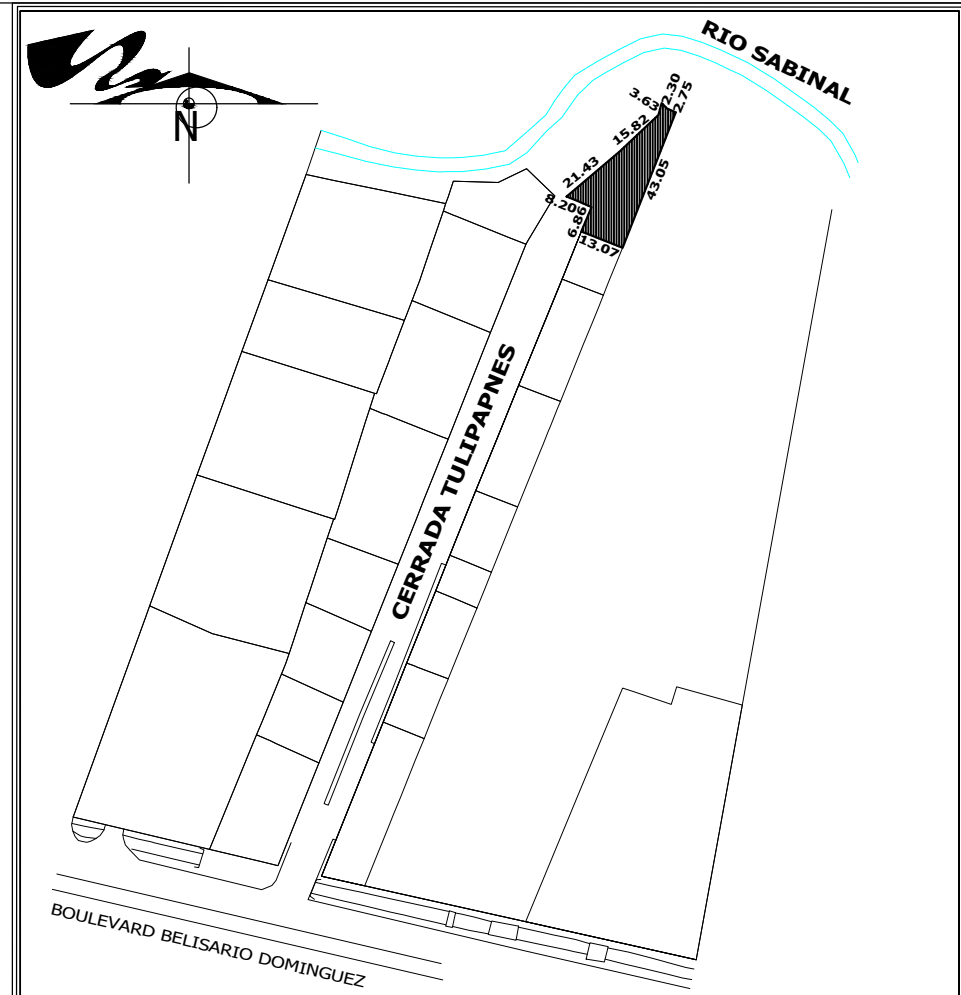 RIO SABINAL
N
2.30
3.63
2.75
15.82
21.43
43.05
8.20
6.86
13.07
CERRADA TULIPAPNES
BOULEVARD BELISARIO DOMINGUEZ